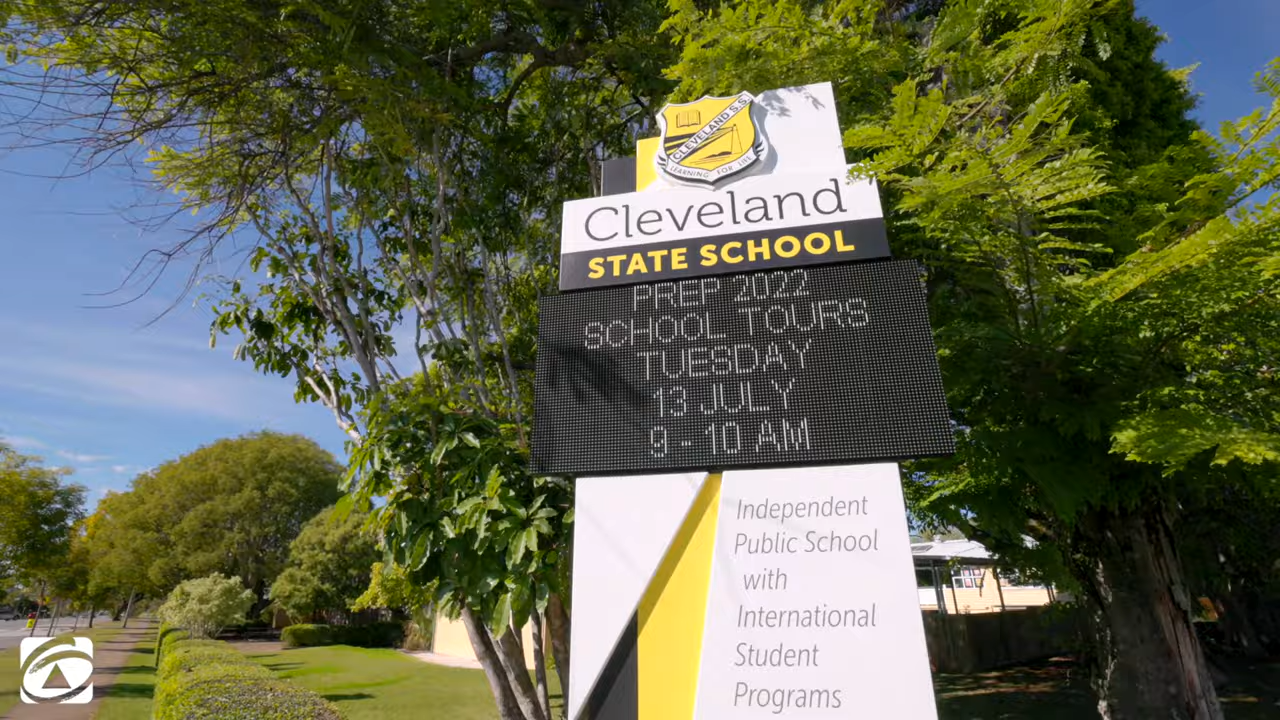 CLEVELAND S.S.
LEARNING FOR LIFE
Cleveland
STATE SCHOOL
PREP 2022
SCHOOL TOURS
TUESDAY
13 JULY
9 - 10 AM
Independent
Public School
with
International
Student
Programs